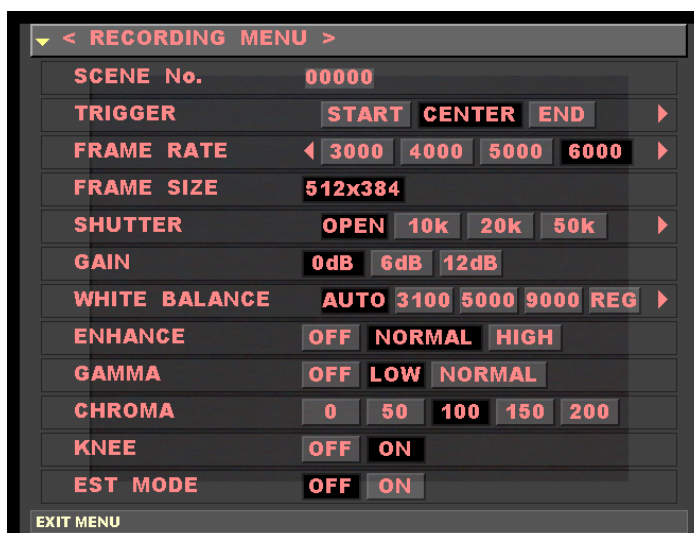 < RECORDING MENU >
SCENE No. 00000
TRIGGER START CENTER END
FRAME RATE 3000 4000 5000 6000
FRAME SIZE 512x384
SHUTTER OPEN 10k 20k 50k
GAIN 0dB 6dB 12dB
WHITE BALANCE AUTO 3100 5000 9000 REG
ENHANCE OFF NORMAL HIGH
GAMMA OFF LOW NORMAL
CHROMA 0 50 100 150 200
KNEE OFF ON
EST MODE OFF ON
EXIT MENU